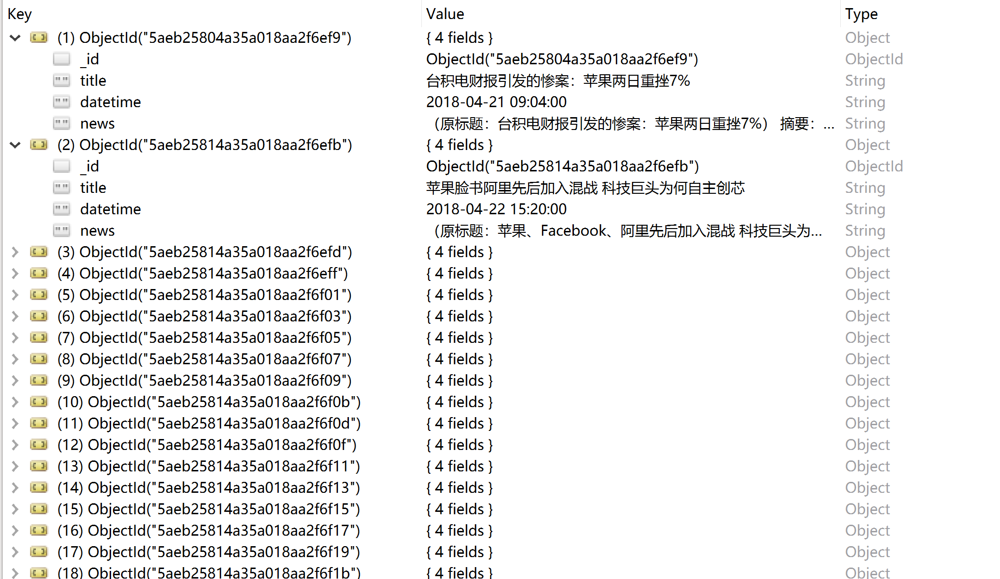 Key Value Type
(1) ObjectId("5aeb25804a35a018aa2f6ef9") { 4 fields } Object
_id ObjectId("5aeb25804a35a018aa2f6ef9") ObjectId
title 台积电财报引发的惨案：苹果两日重挫7% String
datetime 2018-04-21 09:04:00 String
news （原标题：台积电财报引发的惨案：苹果两日重挫7%） 摘要：... String
(2) ObjectId("5aeb25814a35a018aa2f6efb") { 4 fields } Object
_id ObjectId("5aeb25814a35a018aa2f6efb") ObjectId
title 苹果脸书阿里先后加入混战 科技巨头为何自主创芯 String
datetime 2018-04-22 15:20:00 String
news （原标题：苹果、Facebook、阿里先后加入混战 科技巨头为... String
(3) ObjectId("5aeb25814a35a018aa2f6efd") { 4 fields } Object
(4) ObjectId("5aeb25814a35a018aa2f6eff") { 4 fields } Object
(5) ObjectId("5aeb25814a35a018aa2f6f01") { 4 fields } Object
(6) ObjectId("5aeb25814a35a018aa2f6f03") { 4 fields } Object
(7) ObjectId("5aeb25814a35a018aa2f6f05") { 4 fields } Object
(8) ObjectId("5aeb25814a35a018aa2f6f07") { 4 fields } Object
(9) ObjectId("5aeb25814a35a018aa2f6f09") { 4 fields } Object
(10) ObjectId("5aeb25814a35a018aa2f6f0b") { 4 fields } Object
(11) ObjectId("5aeb25814a35a018aa2f6f0d") { 4 fields } Object
(12) ObjectId("5aeb25814a35a018aa2f6f0f") { 4 fields } Object
(13) ObjectId("5aeb25814a35a018aa2f6f11") { 4 fields } Object
(14) ObjectId("5aeb25814a35a018aa2f6f13") { 4 fields } Object
(15) ObjectId("5aeb25814a35a018aa2f6f15") { 4 fields } Object
(16) ObjectId("5aeb25814a35a018aa2f6f17") { 4 fields } Object
(17) ObjectId("5aeb25814a35a018aa2f6f19") { 4 fields } Object
(18) ObjectId("5aeb25814a35a018aa2f6f1b") { 4 fields } Object